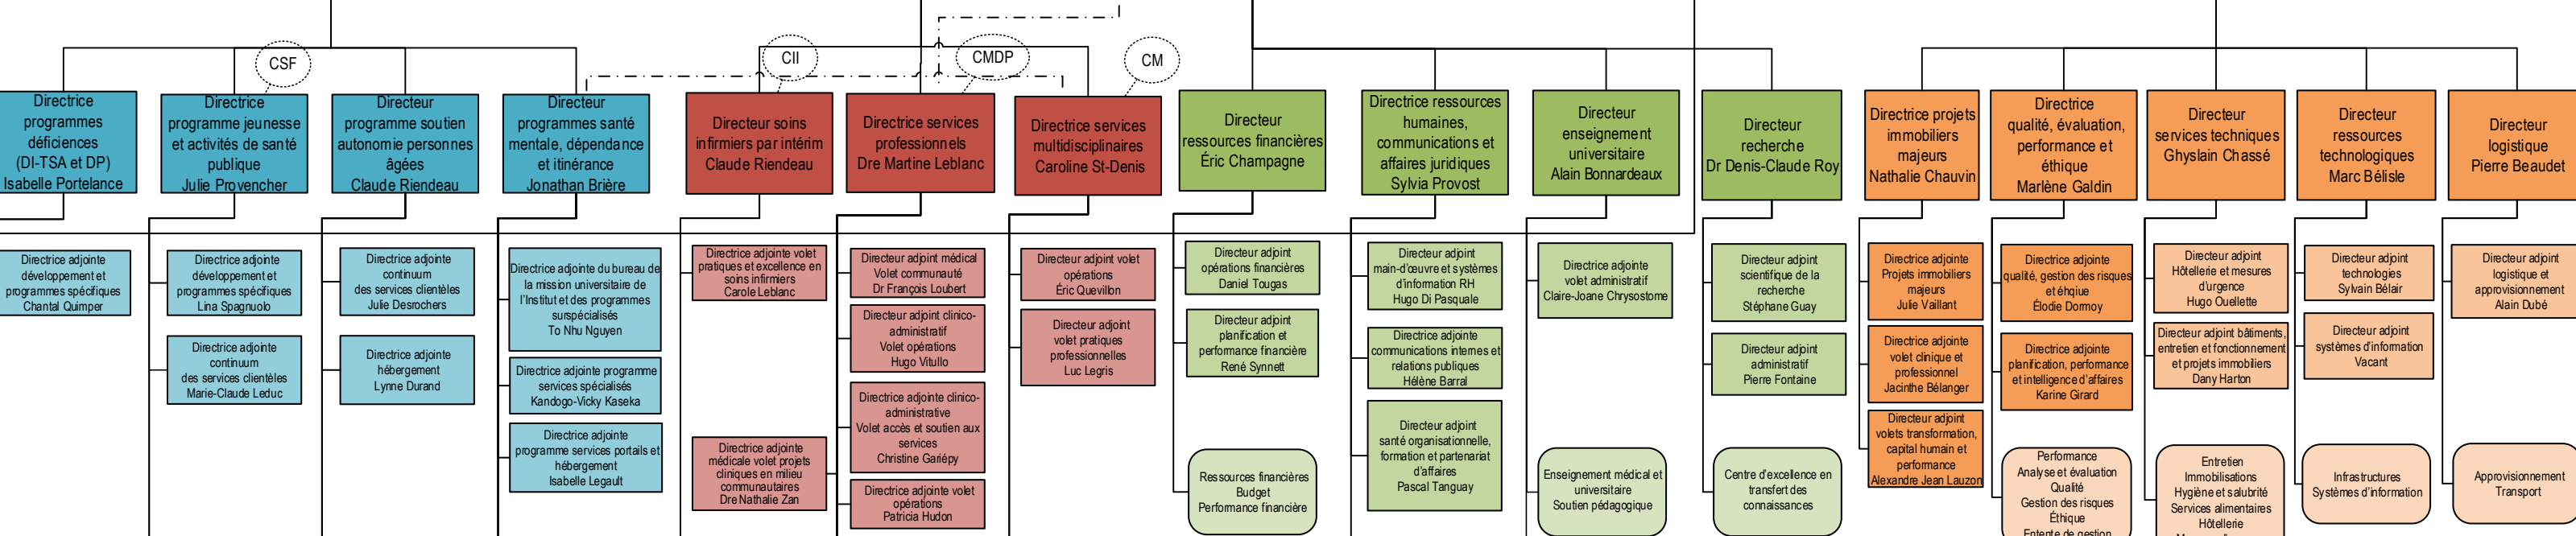 CSF
CII
CMDP
CM
Directrice
programmes
déficiences
(DI-TSA et DP)
Isabelle Portelance
Directrice
programme jeunesse
et activités de santé
publique
Julie Provencher
Directeur
programme soutien
autonomie personnes
âgées
Claude Riendeau
Directeur
programmes santé
mentale, dépendance
et itinérance
Jonathan Brière
Directeur soins
infirmiers par intérim
Claude Riendeau
Directrice services
professionnels
Dre Martine Leblanc
Directrice services
multidisciplinaires
Caroline St-Denis
Directeur
ressources financières
Éric Champagne
Directrice ressources
humaines,
communications et
affaires juridiques
Sylvia Provost
Directeur
enseignement
universitaire
Alain Bonnardeaux
Directeur
recherche
Dr Denis-Claude Roy
Directrice projets
immobiliers
majeurs
Nathalie Chauvin
Directrice
qualité, évaluation,
performance et
éthique
Marlène Galdin
Directeur
services techniques
Ghyslain Chassé
Directeur
ressources
technologiques
Marc Bélisle
Directeur
logistique
Pierre Beaudet
Directrice adjointe
développement et
programmes spécifiques
Chantal Quimper
Directrice adjointe
développement et
programmes spécifiques
Lina Spagnuolo
Directrice adjointe
continuum
des services clientèles
Marie-Claude Leduc
Directrice adjointe
continuum
des services clientèles
Julie Desrochers
Directrice adjointe
hébergement
Lynne Durand
Directrice adjointe du bureau de
la mission universitaire de
l'Institut et des programmes
surspécialisés
To Nhu Nguyen
Directrice adjointe programme
services spécialisés
Kandogo-Vicky Kaseka
Directrice adjointe
programme services portails et
hébergement
Isabelle Legault
Directrice adjointe volet
pratiques et excellence en
soins infirmiers
Carole Leblanc
Directrice adjointe
médicale volet projets
cliniques en milieu
communautaires
Dre Nathalie Zan
Directeur adjoint médical
Volet communauté
Dr François Loubert
Directeur adjoint clinico-
administratif
Volet opérations
Hugo Vitullo
Directrice adjointe clinico-
administrative
Volet accès et soutien aux
services
Christine Gariépy
Directrice adjointe volet
opérations
Patricia Hudon
Directeur adjoint volet
opérations
Éric Quevillon
Directeur adjoint
volet pratiques
professionnelles
Luc Legris
Directeur adjoint
opérations financières
Daniel Tougas
Directeur adjoint
planification et
performance financière
René Synnett
Ressources financières
Budget
Performance financière
Directeur adjoint
main-d'œuvre et systèmes
d'information RH
Hugo Di Pasquale
Directrice adjointe
communications internes et
relations publiques
Hélène Barral
Directeur adjoint
santé organisationnelle,
formation et partenariat
d'affaires
Pascal Tanguay
Directrice adjointe
volet administratif
Claire-Joane Chrysostome
Enseignement médical et
universitaire
Soutien pédagogique
Directeur adjoint
scientifique de la
recherche
Stéphane Guay
Directeur adjoint
administratif
Pierre Fontaine
Centre d'excellence en
transfert des
connaissances
Directrice adjointe
Projets immobiliers
majeurs
Julie Vaillant
Directrice adjointe
volet clinique et
professionnel
Jacinthe Bélanger
Directeur adjoint
volets transformation,
capital humain et
performance
Alexandre Jean Lauzon
Directrice adjointe
qualité, gestion des risques
et éhqiue
Élodie Dormoy
Directrice adjointe
planification, performance
et intelligence d'affaires
Karine Girard
Performance
Analyse et évaluation
Qualité
Gestion des risques
Éthique
Entente de gestion
Directeur adjoint
Hôtellerie et mesures
d'urgence
Hugo Ouellette
Directeur adjoint bâtiments,
entretien et fonctionnement
et projets immobiliers
Dany Harton
Entretien
Immobilisations
Hygiène et salubrité
Services alimentaires
Hôtellerie
Directeur adjoint
technologies
Sylvain Bélair
Directeur adjoint
systèmes d'information
Vacant
Infrastructures
Systèmes d'information
Directeur adjoint
logistique et
approvisionnement
Alain Dubé
Approvisionnement
Transport